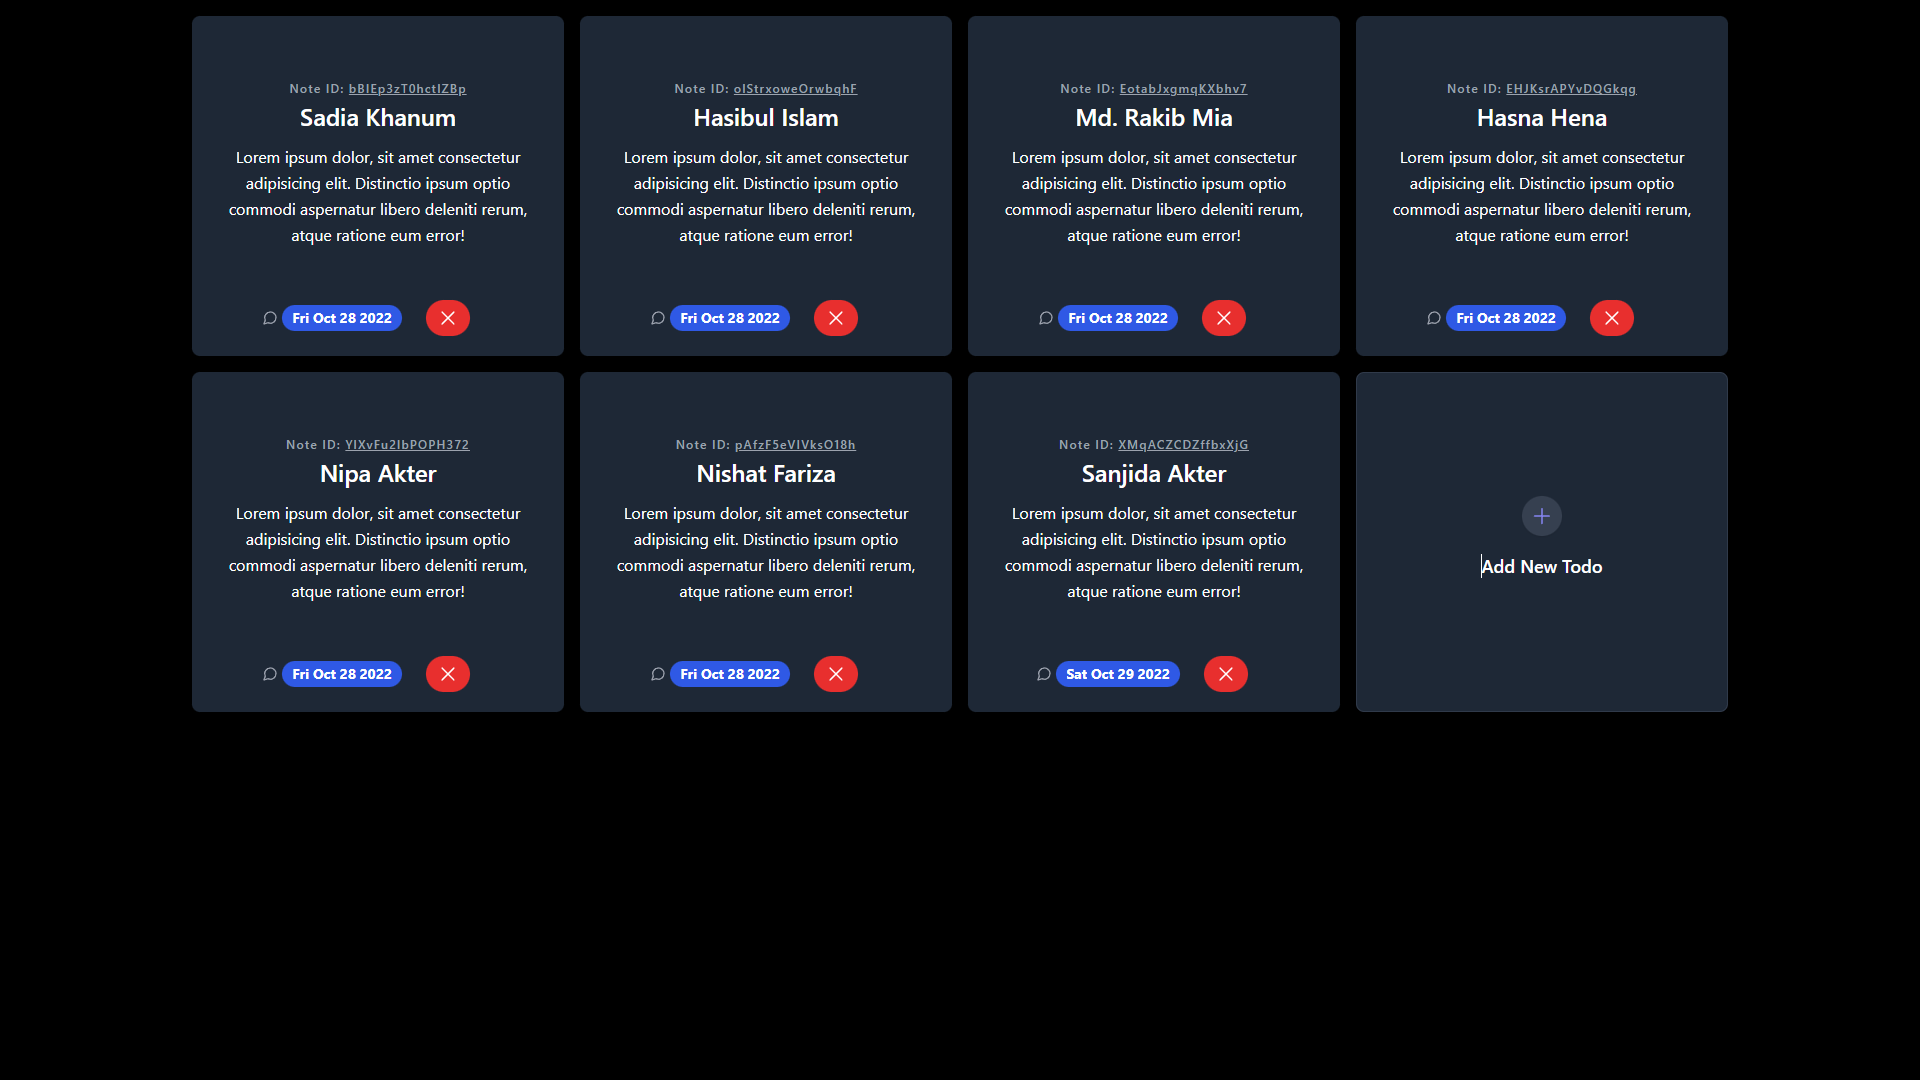 Note ID: bBIEp3zT0hctIZBp
Sadia Khanum
Lorem ipsum dolor, sit amet consectetur
adipisicing elit. Distinctio ipsum optio
commodi aspernatur libero deleniti rerum,
atque ratione eum error!
Fri Oct 28 2022
Note ID: olStrxoweOrwbqhF
Hasibul Islam
Lorem ipsum dolor, sit amet consectetur
adipisicing elit. Distinctio ipsum optio
commodi aspernatur libero deleniti rerum,
atque ratione eum error!
Fri Oct 28 2022
Note ID: EotabJxgmqKXbhv7
Md. Rakib Mia
Lorem ipsum dolor, sit amet consectetur
adipisicing elit. Distinctio ipsum optio
commodi aspernatur libero deleniti rerum,
atque ratione eum error!
Fri Oct 28 2022
Note ID: EHJKsrAPYvDQGkqg
Hasna Hena
Lorem ipsum dolor, sit amet consectetur
adipisicing elit. Distinctio ipsum optio
commodi aspernatur libero deleniti rerum,
atque ratione eum error!
Fri Oct 28 2022
Note ID: YIXvFu2IbPOPH372
Nipa Akter
Lorem ipsum dolor, sit amet consectetur
adipisicing elit. Distinctio ipsum optio
commodi aspernatur libero deleniti rerum,
atque ratione eum error!
Fri Oct 28 2022
Note ID: pAfzF5eVIVksO18h
Nishat Fariza
Lorem ipsum dolor, sit amet consectetur
adipisicing elit. Distinctio ipsum optio
commodi aspernatur libero deleniti rerum,
atque ratione eum error!
Fri Oct 28 2022
Note ID: XMqACZCDZffbxXjG
Sanjida Akter
Lorem ipsum dolor, sit amet consectetur
adipisicing elit. Distinctio ipsum optio
commodi aspernatur libero deleniti rerum,
atque ratione eum error!
Sat Oct 29 2022
Add New Todo